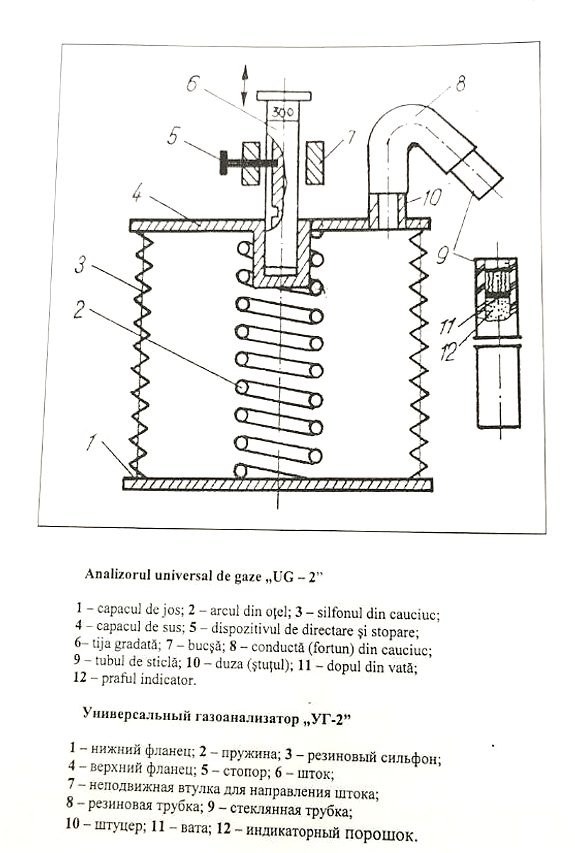 6
300
8
5
7
4
10
3
9
2
11
12
1
Analizorul universal de gaze „UG – 2”
1 – capacul de jos; 2 – arcul din oţel; 3 – silfonul din cauciuc;
4 – capacul de sus; 5 – dispozitivul de directare şi stopare;
6– tija gradată; 7 – bucşă; 8 – conductă (fortun) din cauciuc;
9 – tubul de sticlă; 10 – duza (ştuţul); 11 – dopul din vată;
12 – praful indicator.
Универсальный газоанализатор „УГ-2”
1 – нижний фланец; 2 – пружина; 3 – резиновый сильфон;
4 – верхний фланец; 5 – стопор; 6 – шток;
7 – неподвижная втулка для направления штока;
8 – резиновая трубка; 9 – стеклянная трубка;
10 – штуцер; 11 – вата; 12 – индикаторный порошок.